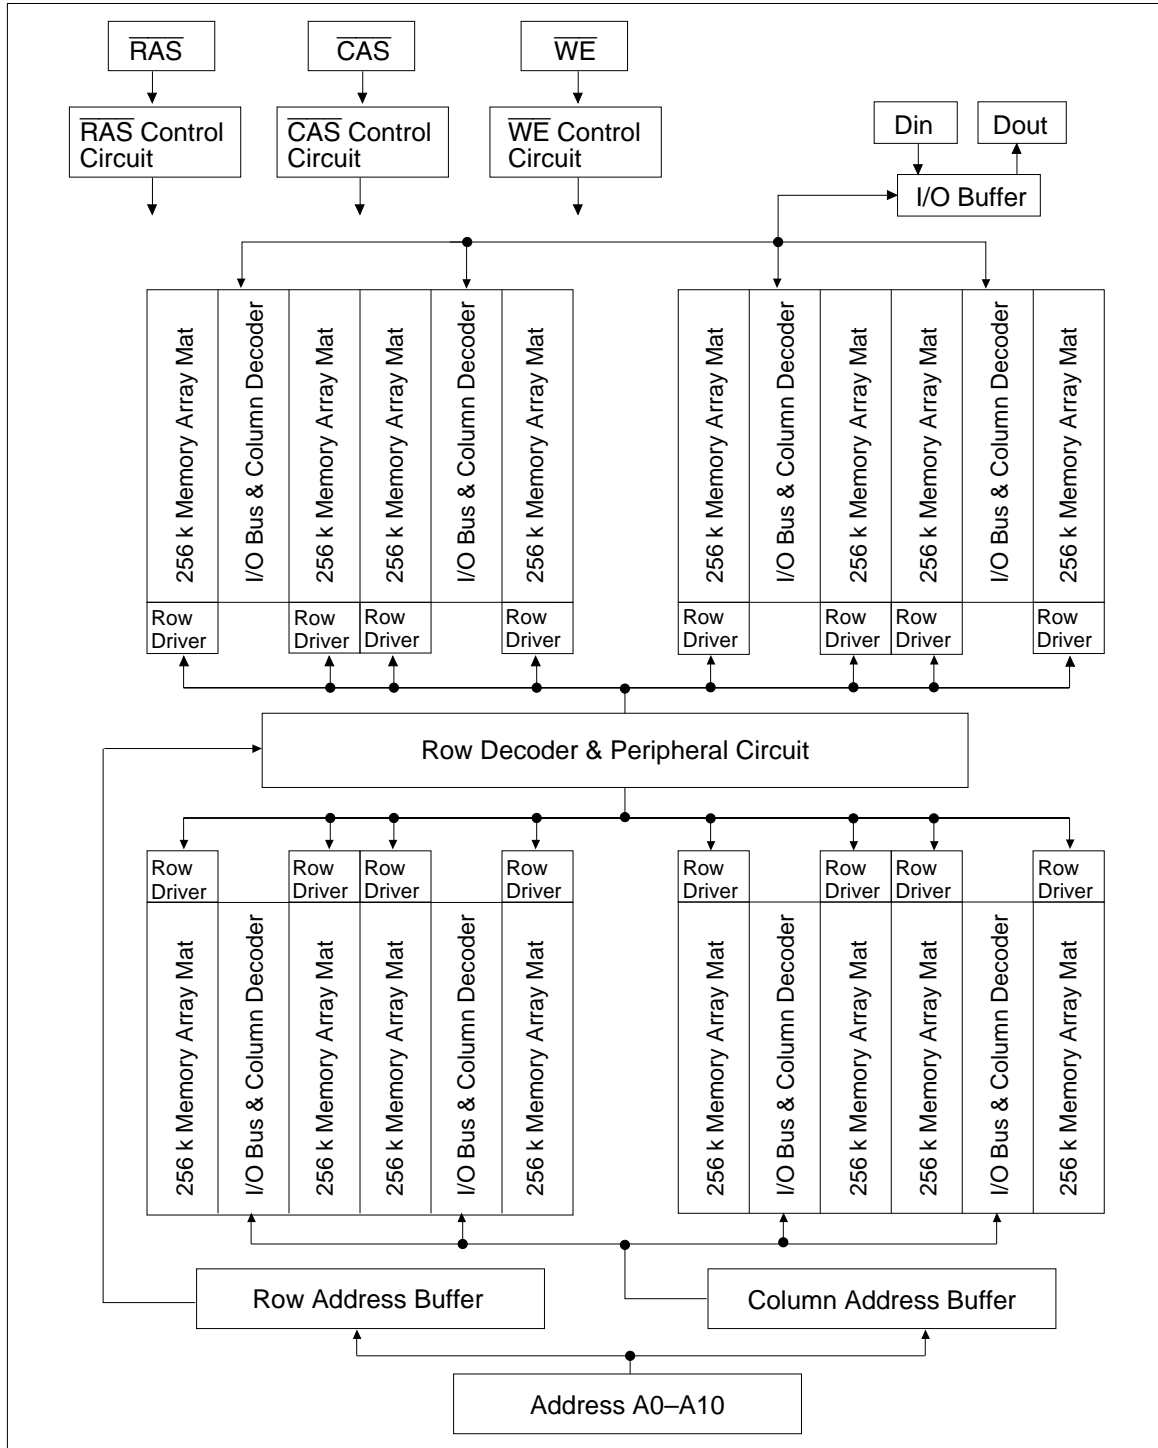 RAS
CAS
WE
RAS Control
Circuit
CAS Control
Circuit
WE Control
Circuit
Din
Dout
I/O Buffer
256 k Memory Array Mat
I/O Bus & Column Decoder
256 k Memory Array Mat
256 k Memory Array Mat
I/O Bus & Column Decoder
256 k Memory Array Mat
256 k Memory Array Mat
I/O Bus & Column Decoder
256 k Memory Array Mat
256 k Memory Array Mat
I/O Bus & Column Decoder
256 k Memory Array Mat
Row
Driver
Row
Driver
Row
Driver
Row
Driver
Row
Driver
Row
Driver
Row
Driver
Row
Driver
Row Decoder & Peripheral Circuit
Row
Driver
Row
Driver
Row
Driver
Row
Driver
Row
Driver
Row
Driver
Row
Driver
Row
Driver
256 k Memory Array Mat
I/O Bus & Column Decoder
256 k Memory Array Mat
256 k Memory Array Mat
I/O Bus & Column Decoder
256 k Memory Array Mat
256 k Memory Array Mat
I/O Bus & Column Decoder
256 k Memory Array Mat
256 k Memory Array Mat
I/O Bus & Column Decoder
256 k Memory Array Mat
Row Address Buffer
Column Address Buffer
Address A0–A10